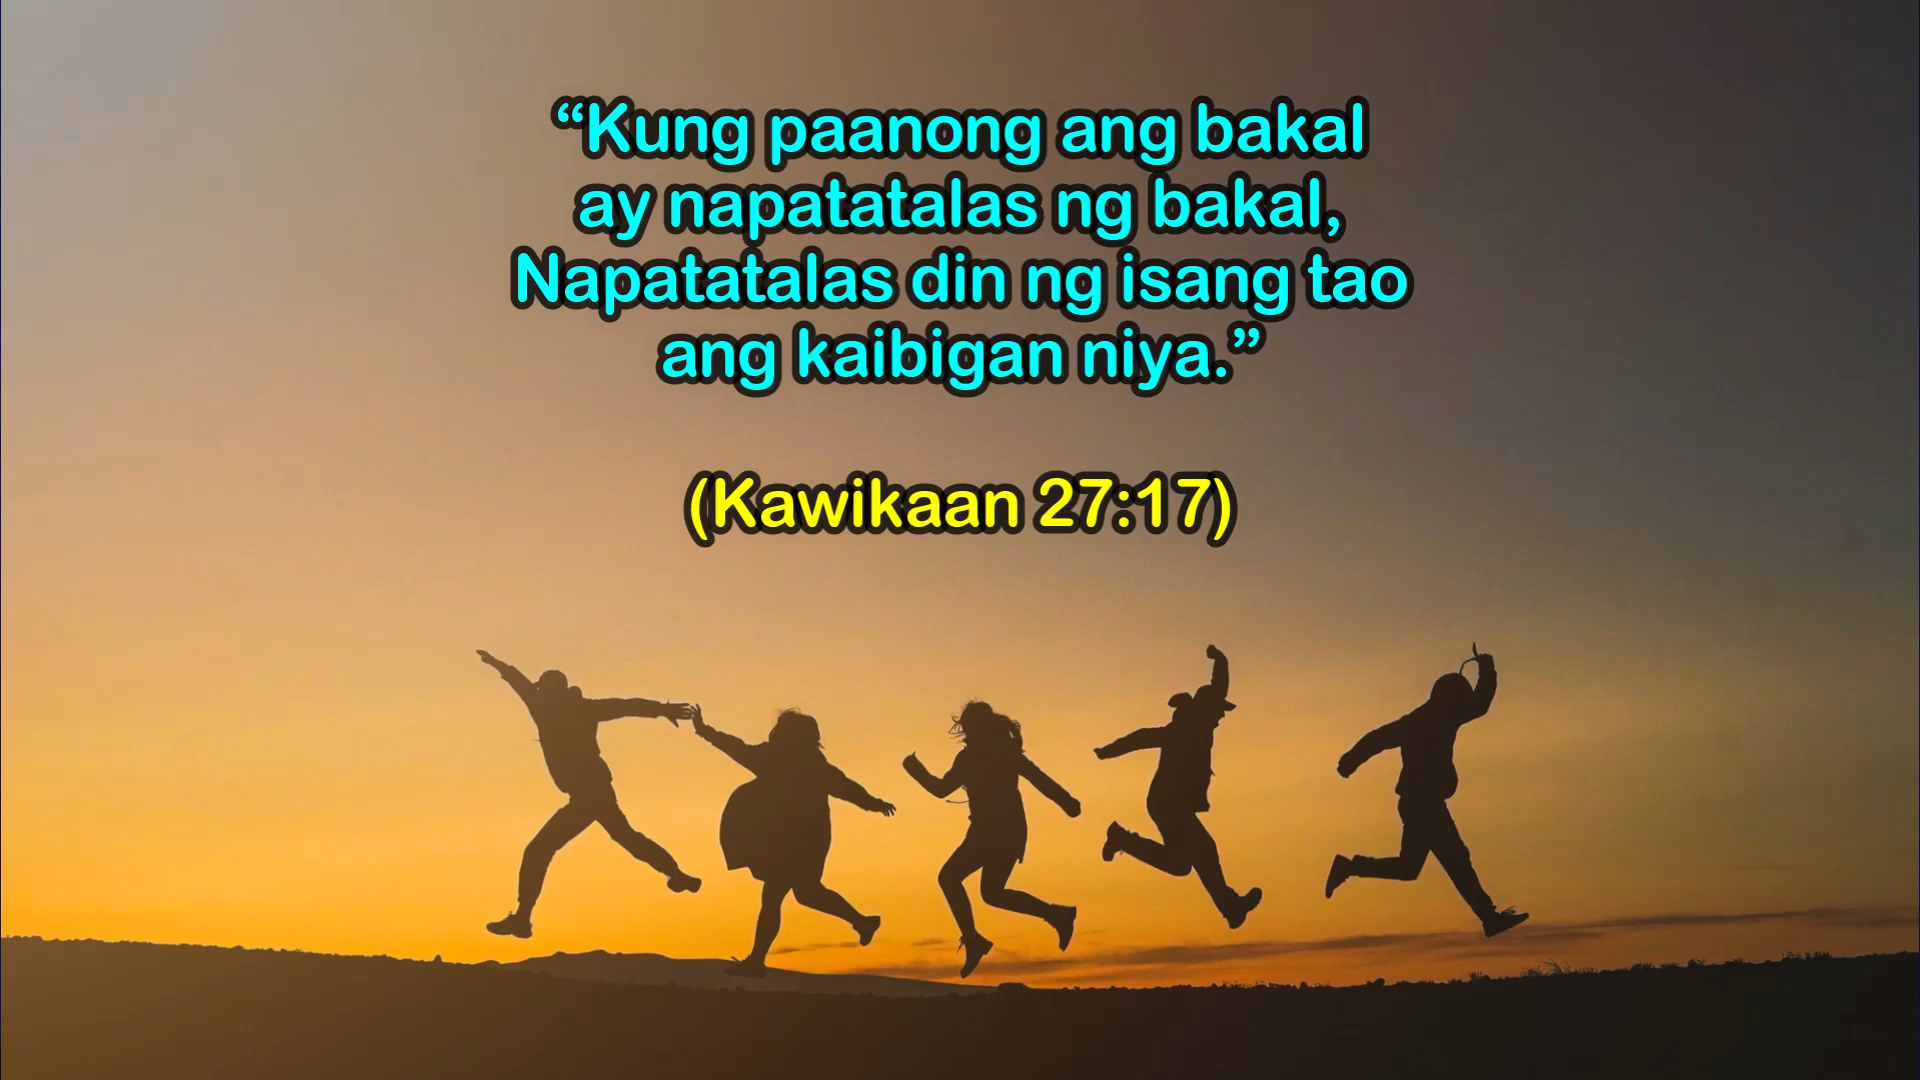 “Kung paanong ang bakal
ay napatatalas ng bakal,
Napatatalas din ng isang tao
ang kaibigan niya.”
(Kawikaan 27:17)